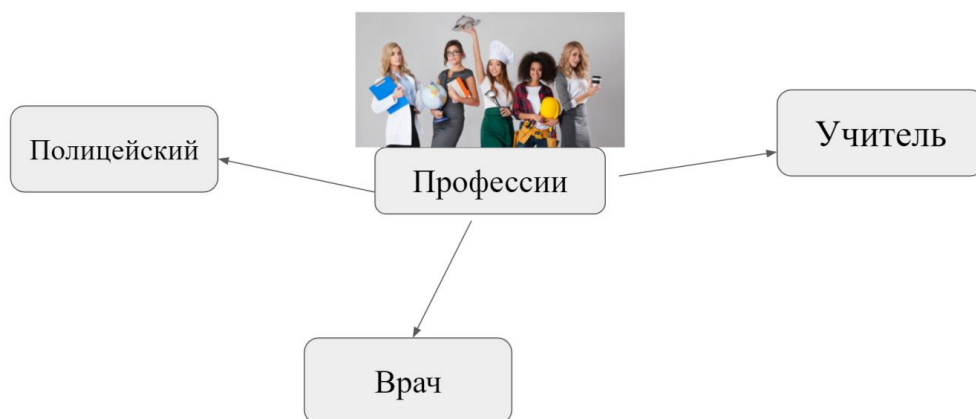 Полицейский
Профессии
Учитель
Врач